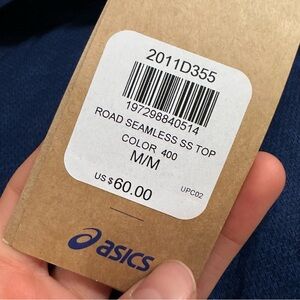 2011D355
197298840514
ROAD SEAMLESS SS TOP
COLOR 400
M/M
US $60.00
UPC02
asics